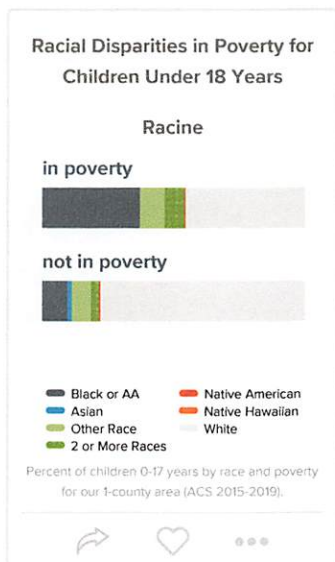 Racial Disparities in Poverty for
Children Under 18 Years
Racine
in poverty
not in poverty
Black or AA
Asian
Other Race
2 or More Races
Native American
Native Hawaiian
White
Percent of children 0-17 years by race and poverty
for our 1-county area (ACS 2015-2019).